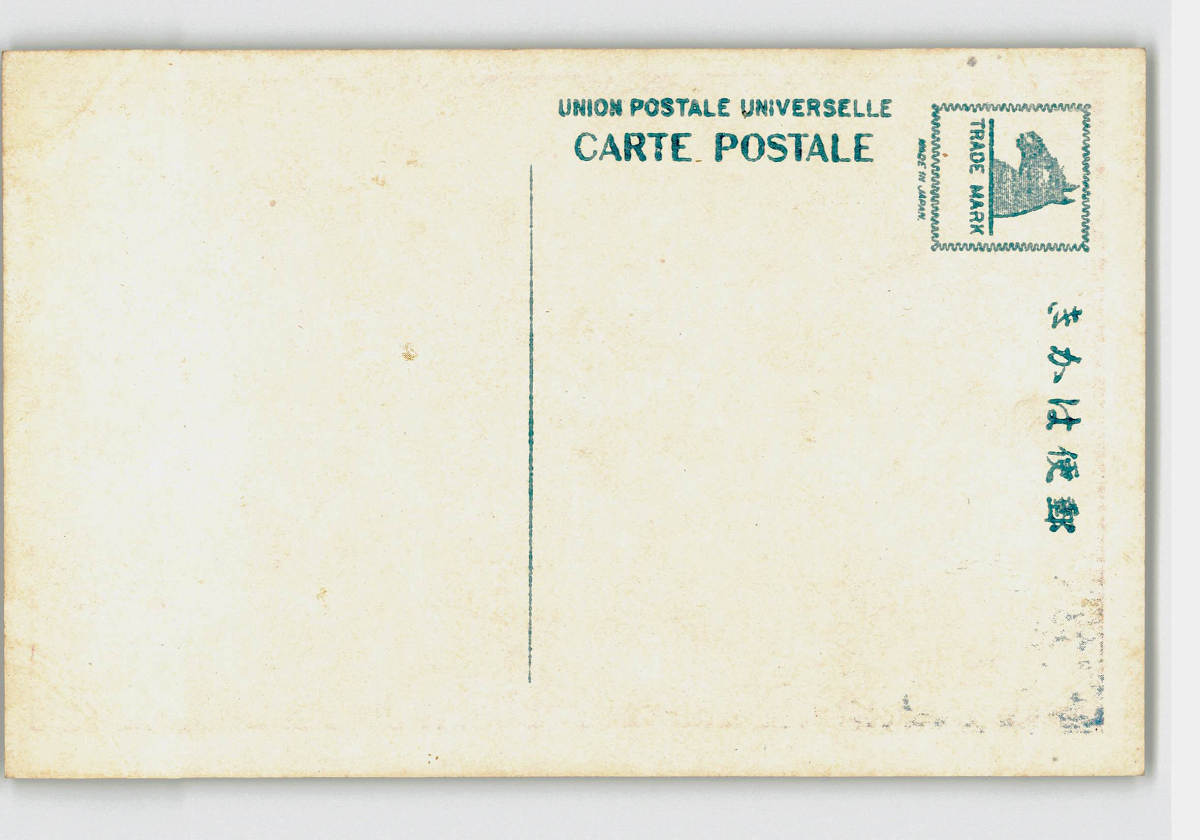 UNION POSTALE UNIVERSELLE
CARTE POSTALE
TRADE MARK
MADE IN JAPAN.
郵便はかき